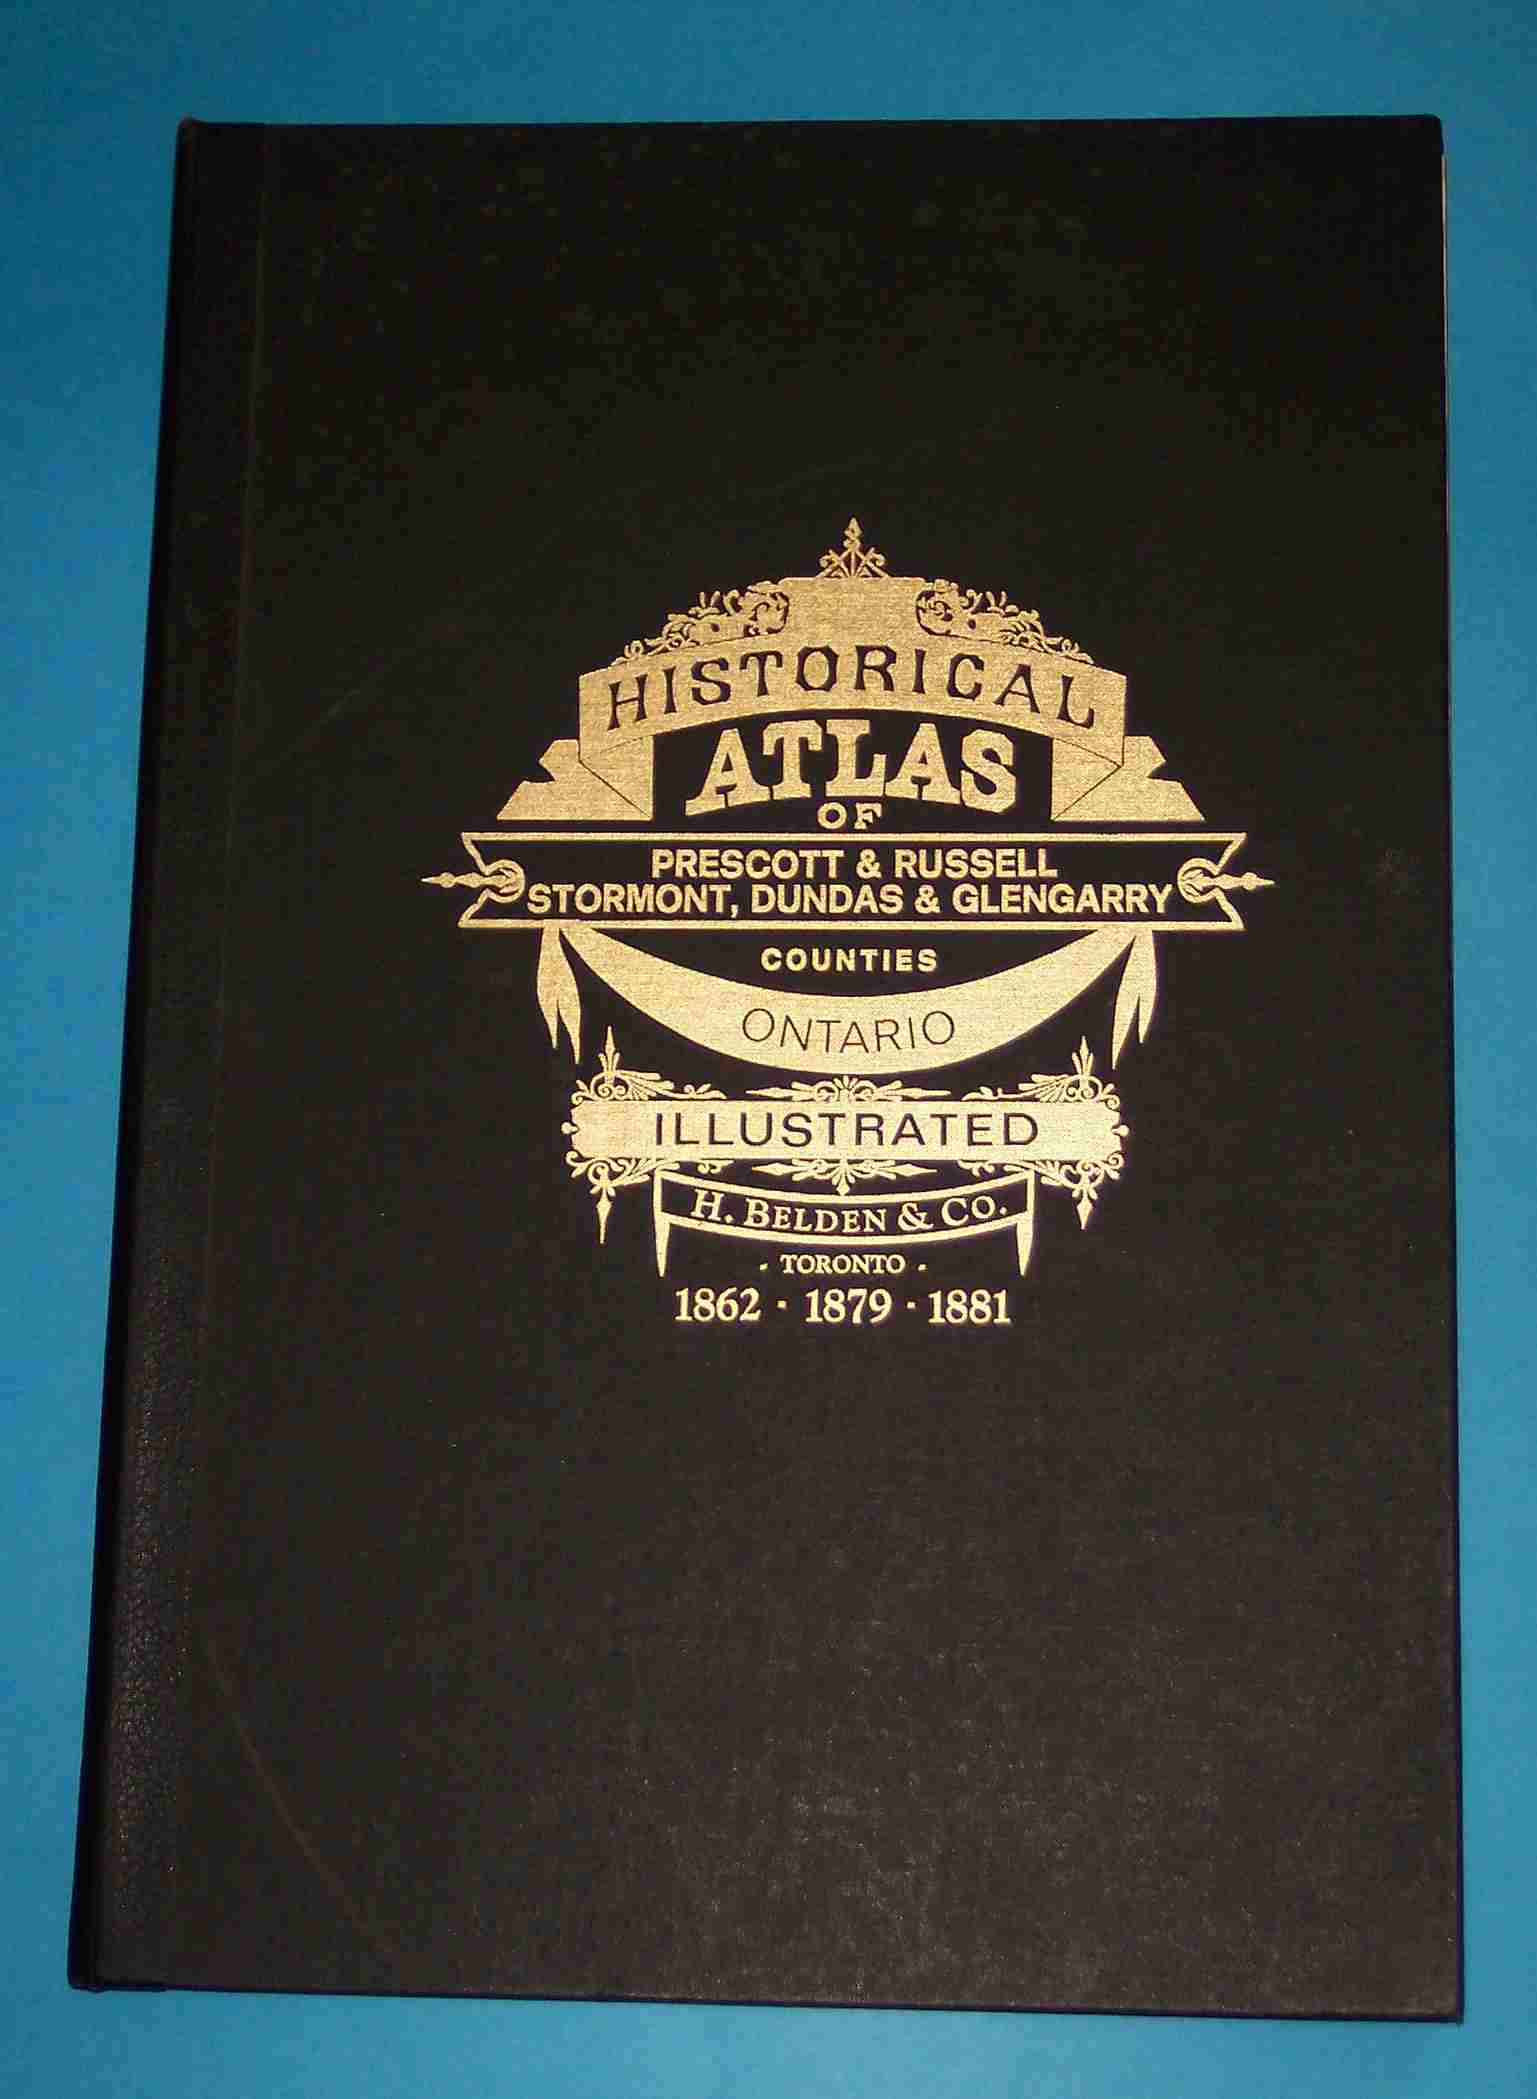 HISTORICAL
ATLAS
OF
PRESCOTT & RUSSELL
STORMONT, DUNDAS & GLENGARRY
COUNTIES
ONTARIO
ILLUSTRATED
H. BELDEN & CO.
- TORONTO -
1862 · 1879 · 1881